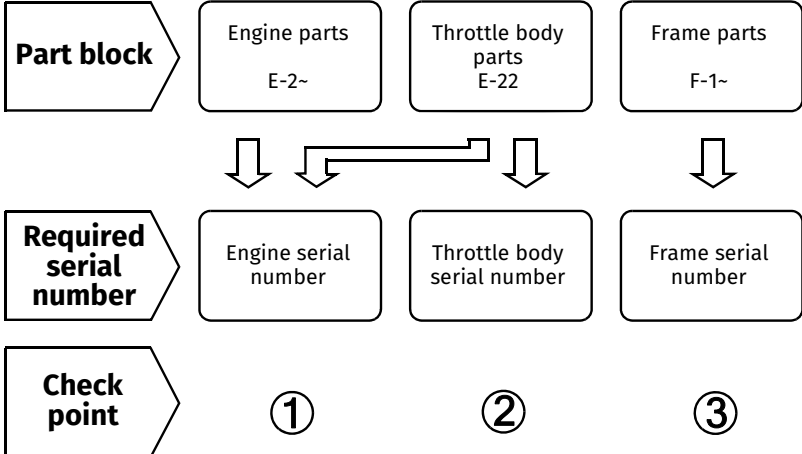 Part block
Engine parts
E-2~
Throttle body
parts
E-22
Frame parts
F-1~
Required
serial
number
Engine serial
number
Throttle body
serial number
Frame serial
number
Check
point
①
②
③